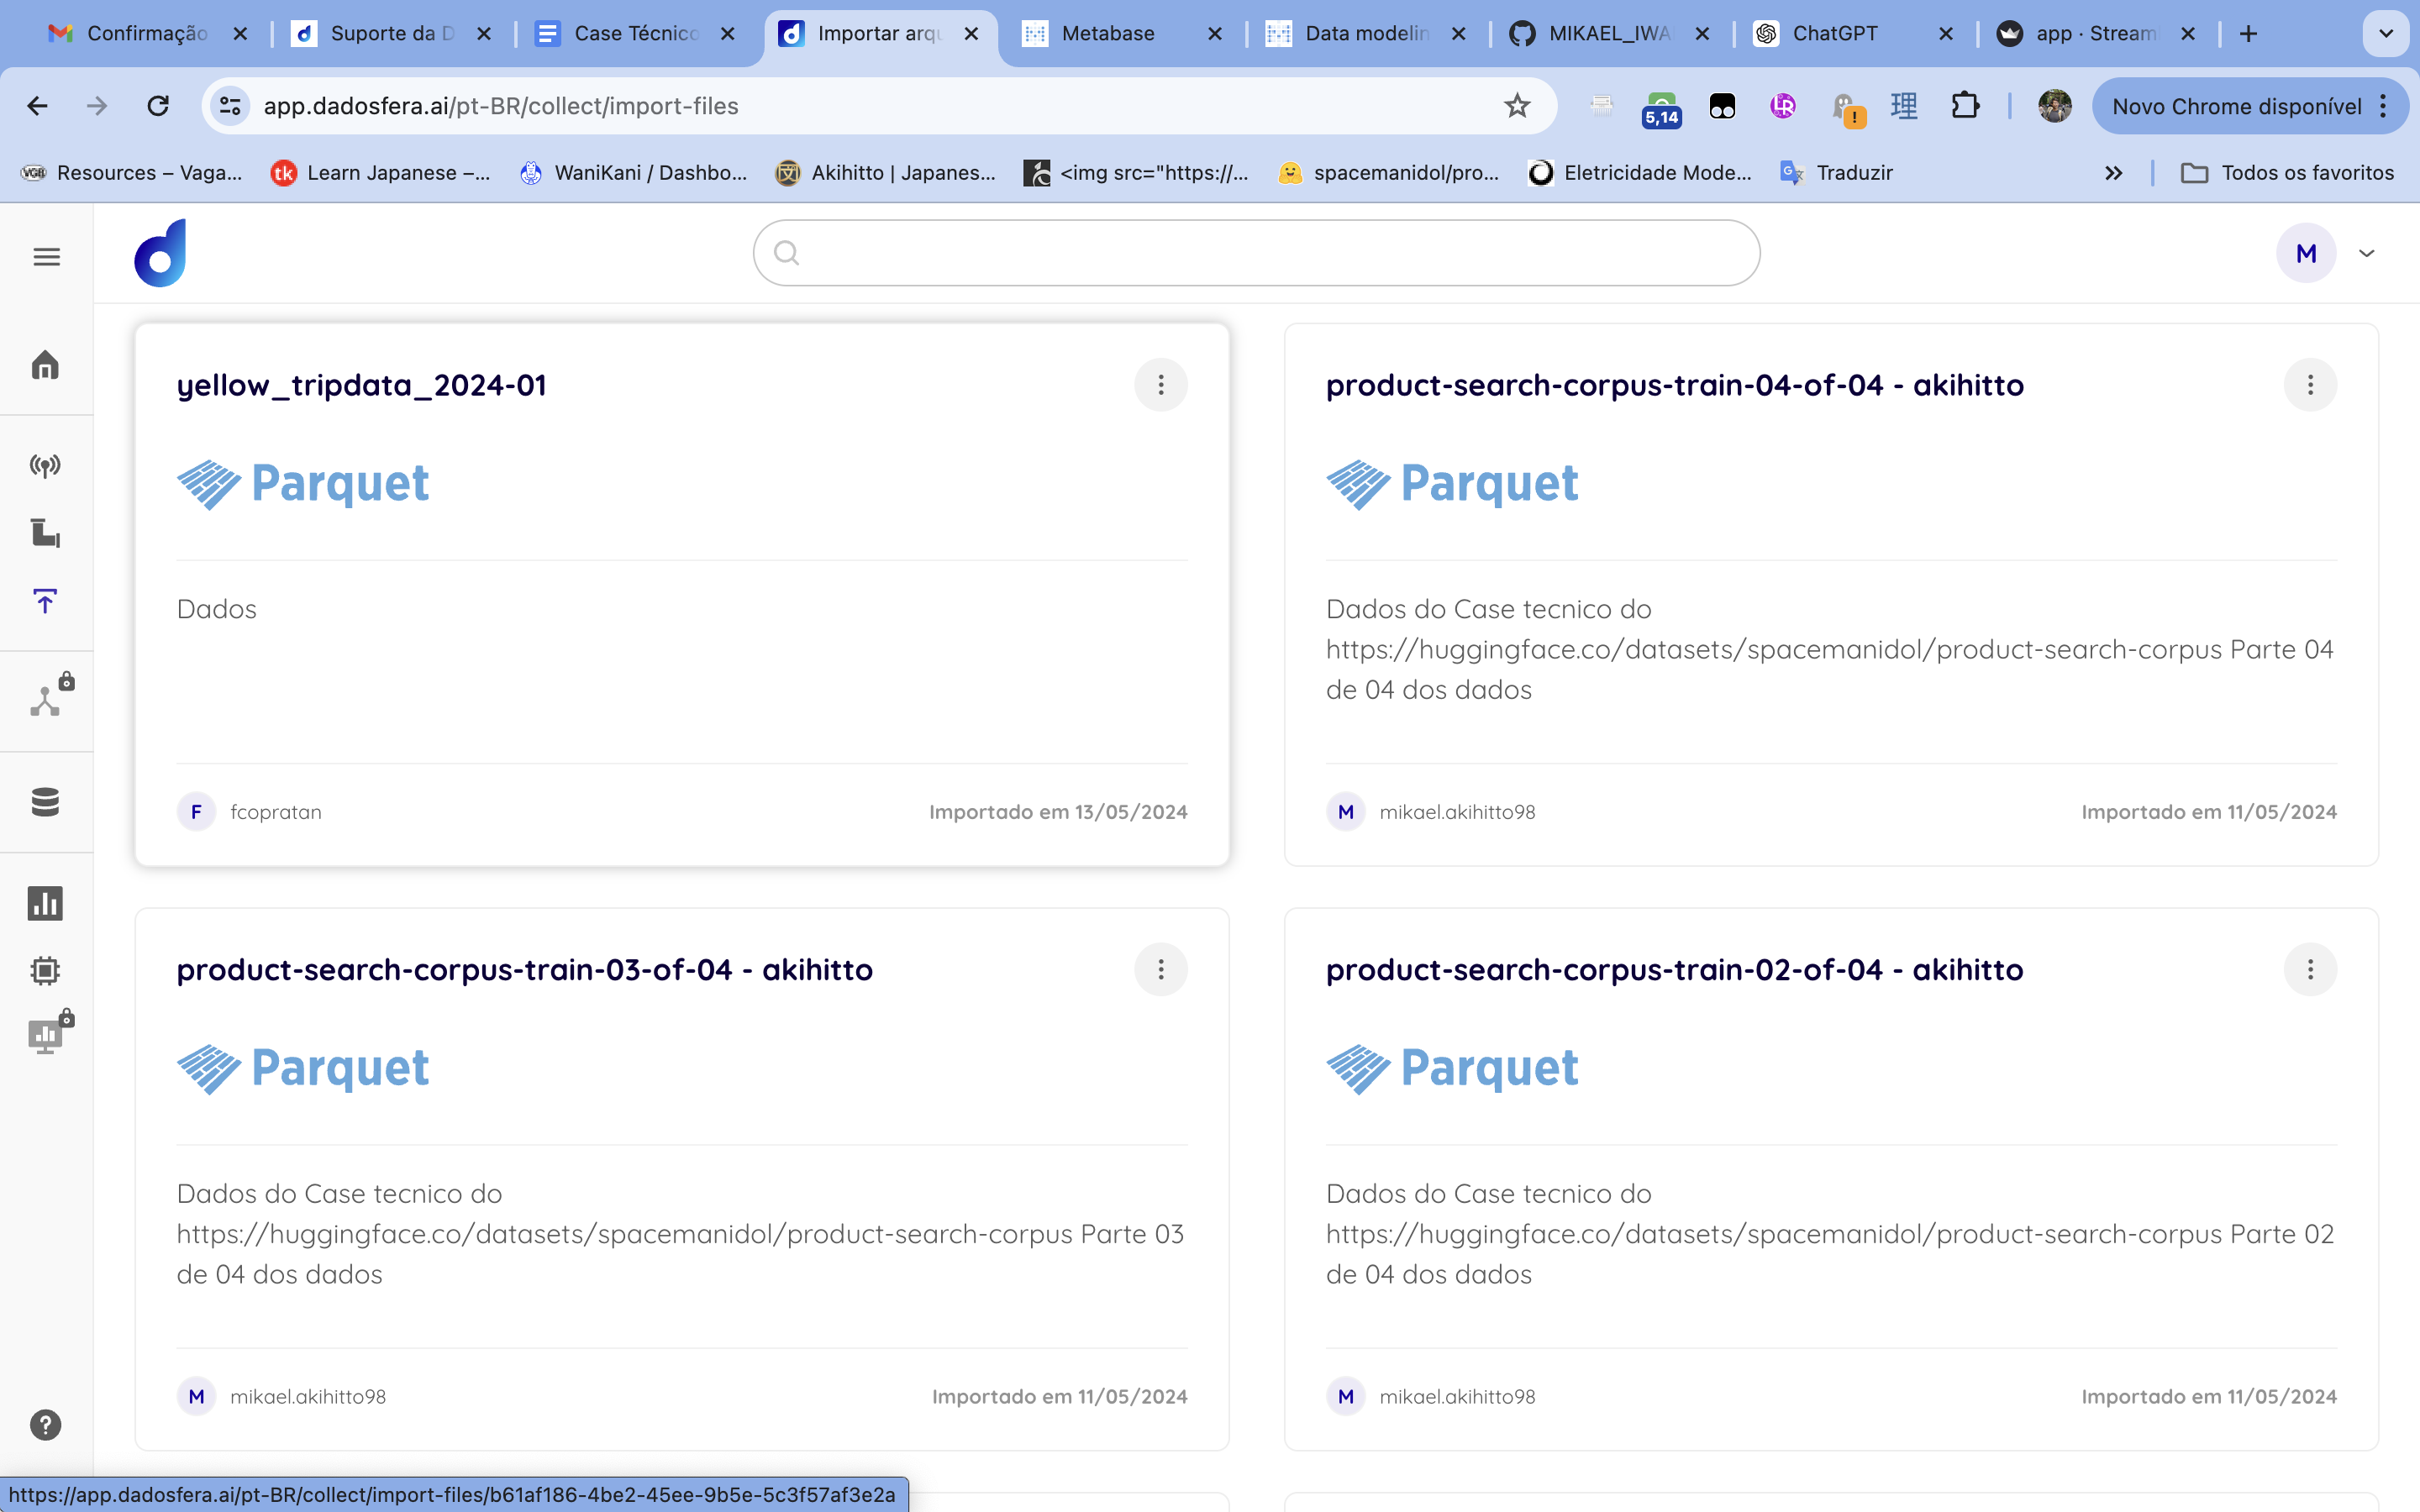 Confirmação
Suporte da D
Case Técnico
Importar arqu
Metabase
Data modelin
MIKAEL_IWA
ChatGPT
app · Stream
app.dadosfera.ai/pt-BR/collect/import-files
5,14
理
Novo Chrome disponível
Resources – Vaga...
tk
Learn Japanese –...
WaniKani / Dashbo...
文
Akihitto | Japanes...
<img src="https://...
spacemanidol/pro...
Eletricidade Mode...
Traduzir
Todos os favoritos
M
yellow_tripdata_2024-01
Parquet
Dados
F
fcopratan
Importado em 13/05/2024
product-search-corpus-train-04-of-04 - akihitto
Parquet
Dados do Case tecnico do
https://huggingface.co/datasets/spacemanidol/product-search-corpus Parte 04
de 04 dos dados
M
mikael.akihitto98
Importado em 11/05/2024
product-search-corpus-train-03-of-04 - akihitto
Parquet
Dados do Case tecnico do
https://huggingface.co/datasets/spacemanidol/product-search-corpus Parte 03
de 04 dos dados
M
mikael.akihitto98
Importado em 11/05/2024
product-search-corpus-train-02-of-04 - akihitto
Parquet
Dados do Case tecnico do
https://huggingface.co/datasets/spacemanidol/product-search-corpus Parte 02
de 04 dos dados
M
mikael.akihitto98
Importado em 11/05/2024
https://app.dadosfera.ai/pt-BR/collect/import-files/b61af186-4be2-45ee-9b5e-5c3f57af3e2a